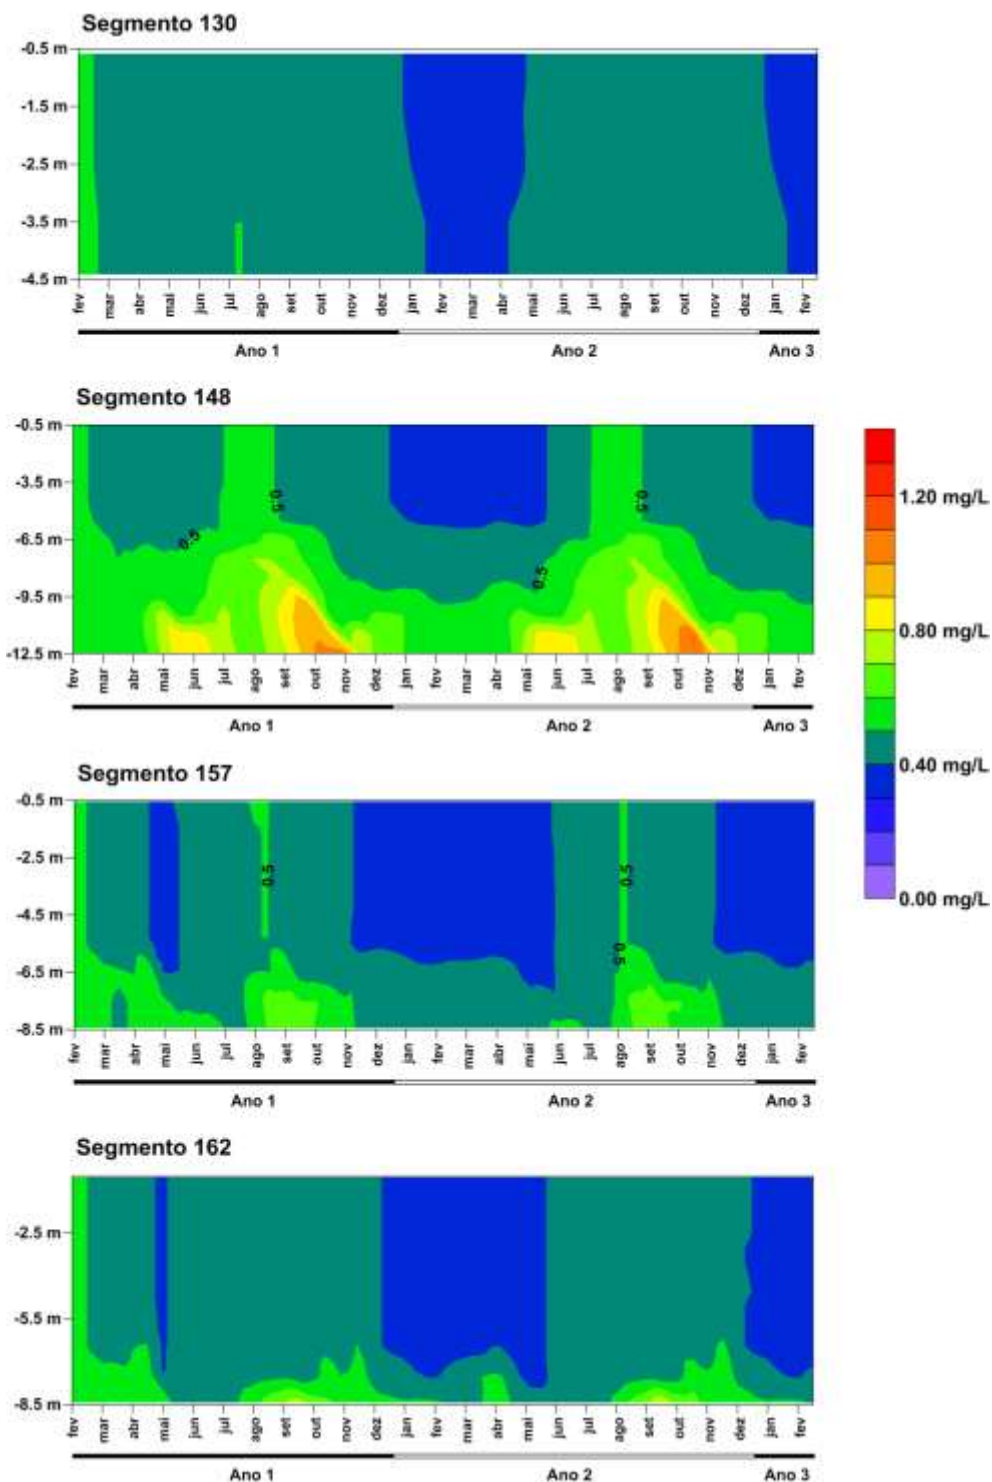 Segmento 130
-0.5 m
-1.5 m
-2.5 m
-3.5 m
-4.5 m
fev mar abr mai jun jul ago set out nov dez jan fev mar abr mai jun jul ago set out nov dez jan fev
Ano 1 Ano 2 Ano 3
Segmento 148
-0.5 m
-3.5 m
-6.5 m
-9.5 m
-12.5 m
0.5 0.5 0.5 0.5
fev mar abr mai jun jul ago set out nov dez jan fev mar abr mai jun jul ago set out nov dez jan fev
Ano 1 Ano 2 Ano 3
1.20 mg/L
0.80 mg/L
0.40 mg/L
0.00 mg/L
Segmento 157
-0.5 m
-2.5 m
-4.5 m
-6.5 m
-8.5 m
0.5 0.5 0.5
fev mar abr mai jun jul ago set out nov dez jan fev mar abr mai jun jul ago set out nov dez jan fev
Ano 1 Ano 2 Ano 3
Segmento 162
-2.5 m
-5.5 m
-8.5 m
fev mar abr mai jun jul ago set out nov dez jan fev mar abr mai jun jul ago set out nov dez jan fev
Ano 1 Ano 2 Ano 3